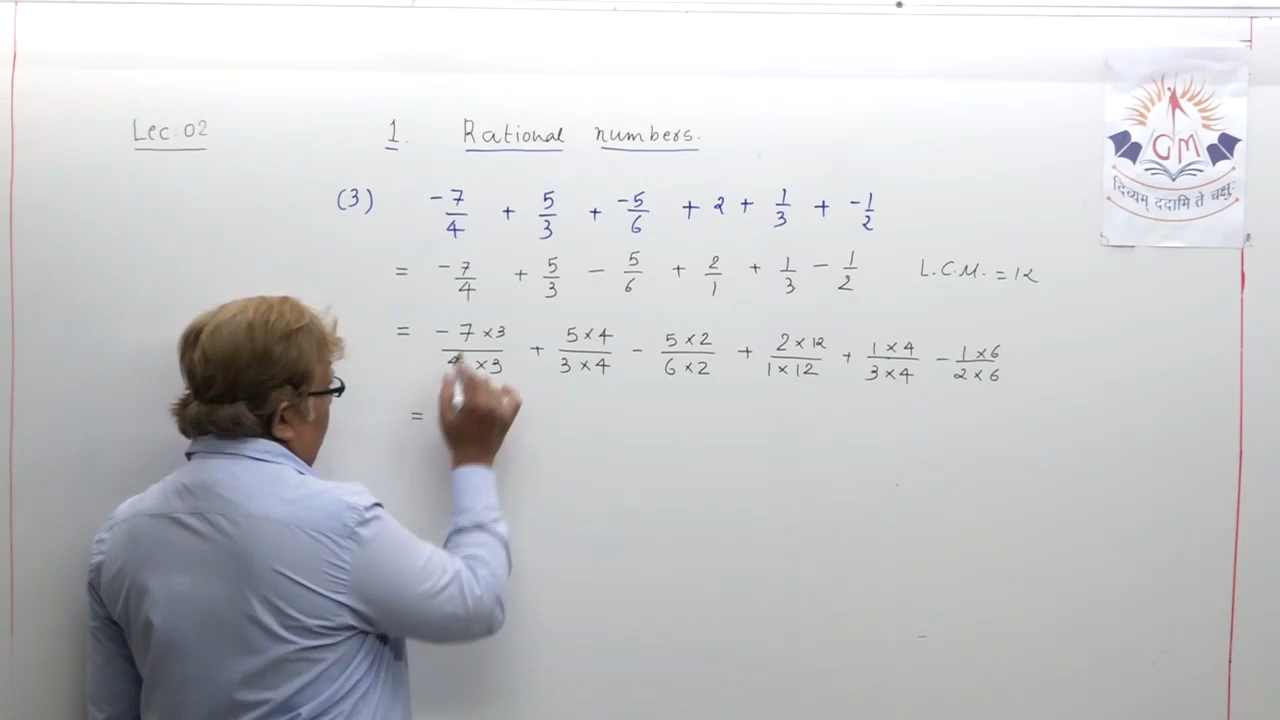 Lec: 02
1. Rational numbers.
GM
दिव्यम् ददामि ते चक्षुः
(3) -7/4 + 5/3 + -5/6 + 2 + 1/3 + -1/2
= -7/4 + 5/3 - 5/6 + 2/1 + 1/3 - 1/2 L.C.M. = 12
= -7×3/4×3 + 5×4/3×4 - 5×2/6×2 + 2×12/1×12 + 1×4/3×4 - 1×6/2×6
=